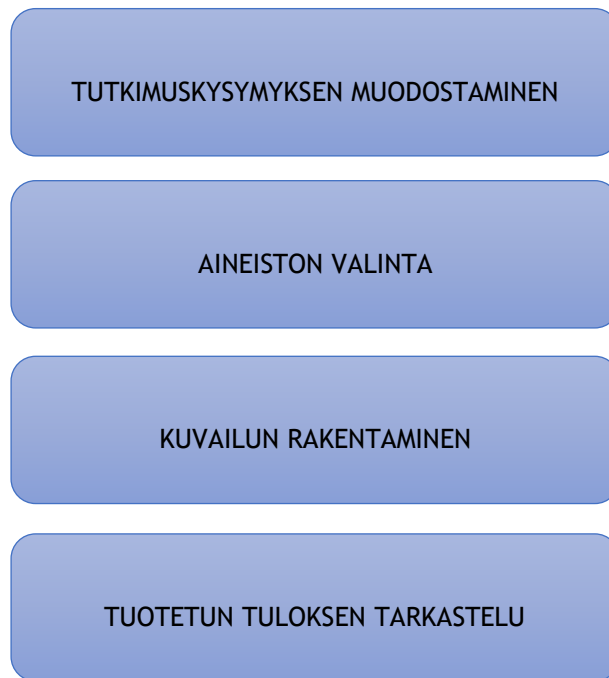 TUTKIMUSKYSYMYKSEN MUODOSTAMINEN
AINEISTON VALINTA
KUVAILUN RAKENTAMINEN
TUOTETUN TULOKSEN TARKASTELU